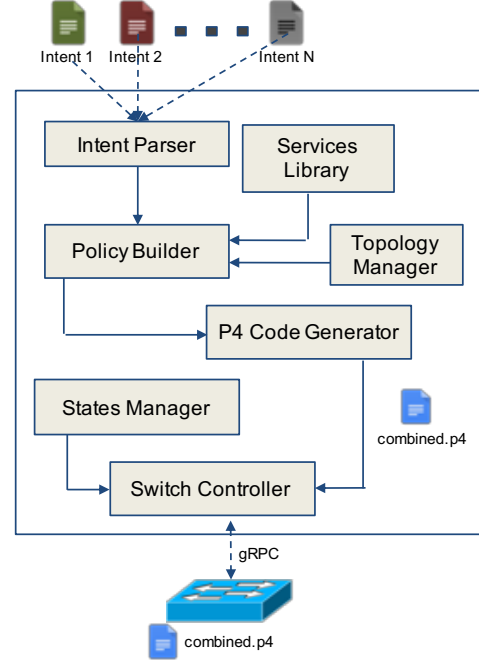 Intent 1 Intent 2 Intent N
Intent Parser
Services
Library
Policy Builder
Topology
Manager
P4 Code Generator
States Manager
combined.p4
Switch Controller
gRPC
combined.p4